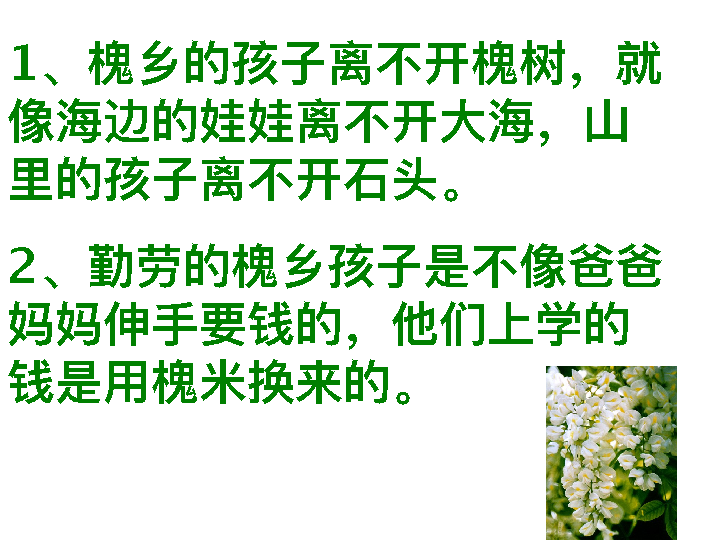 1、槐乡的孩子离不开槐树，就
像海边的娃娃离不开大海，山
里的孩子离不开石头。
2、勤劳的槐乡孩子是不像爸爸
妈妈伸手要钱的，他们上学的
钱是用槐米换来的。